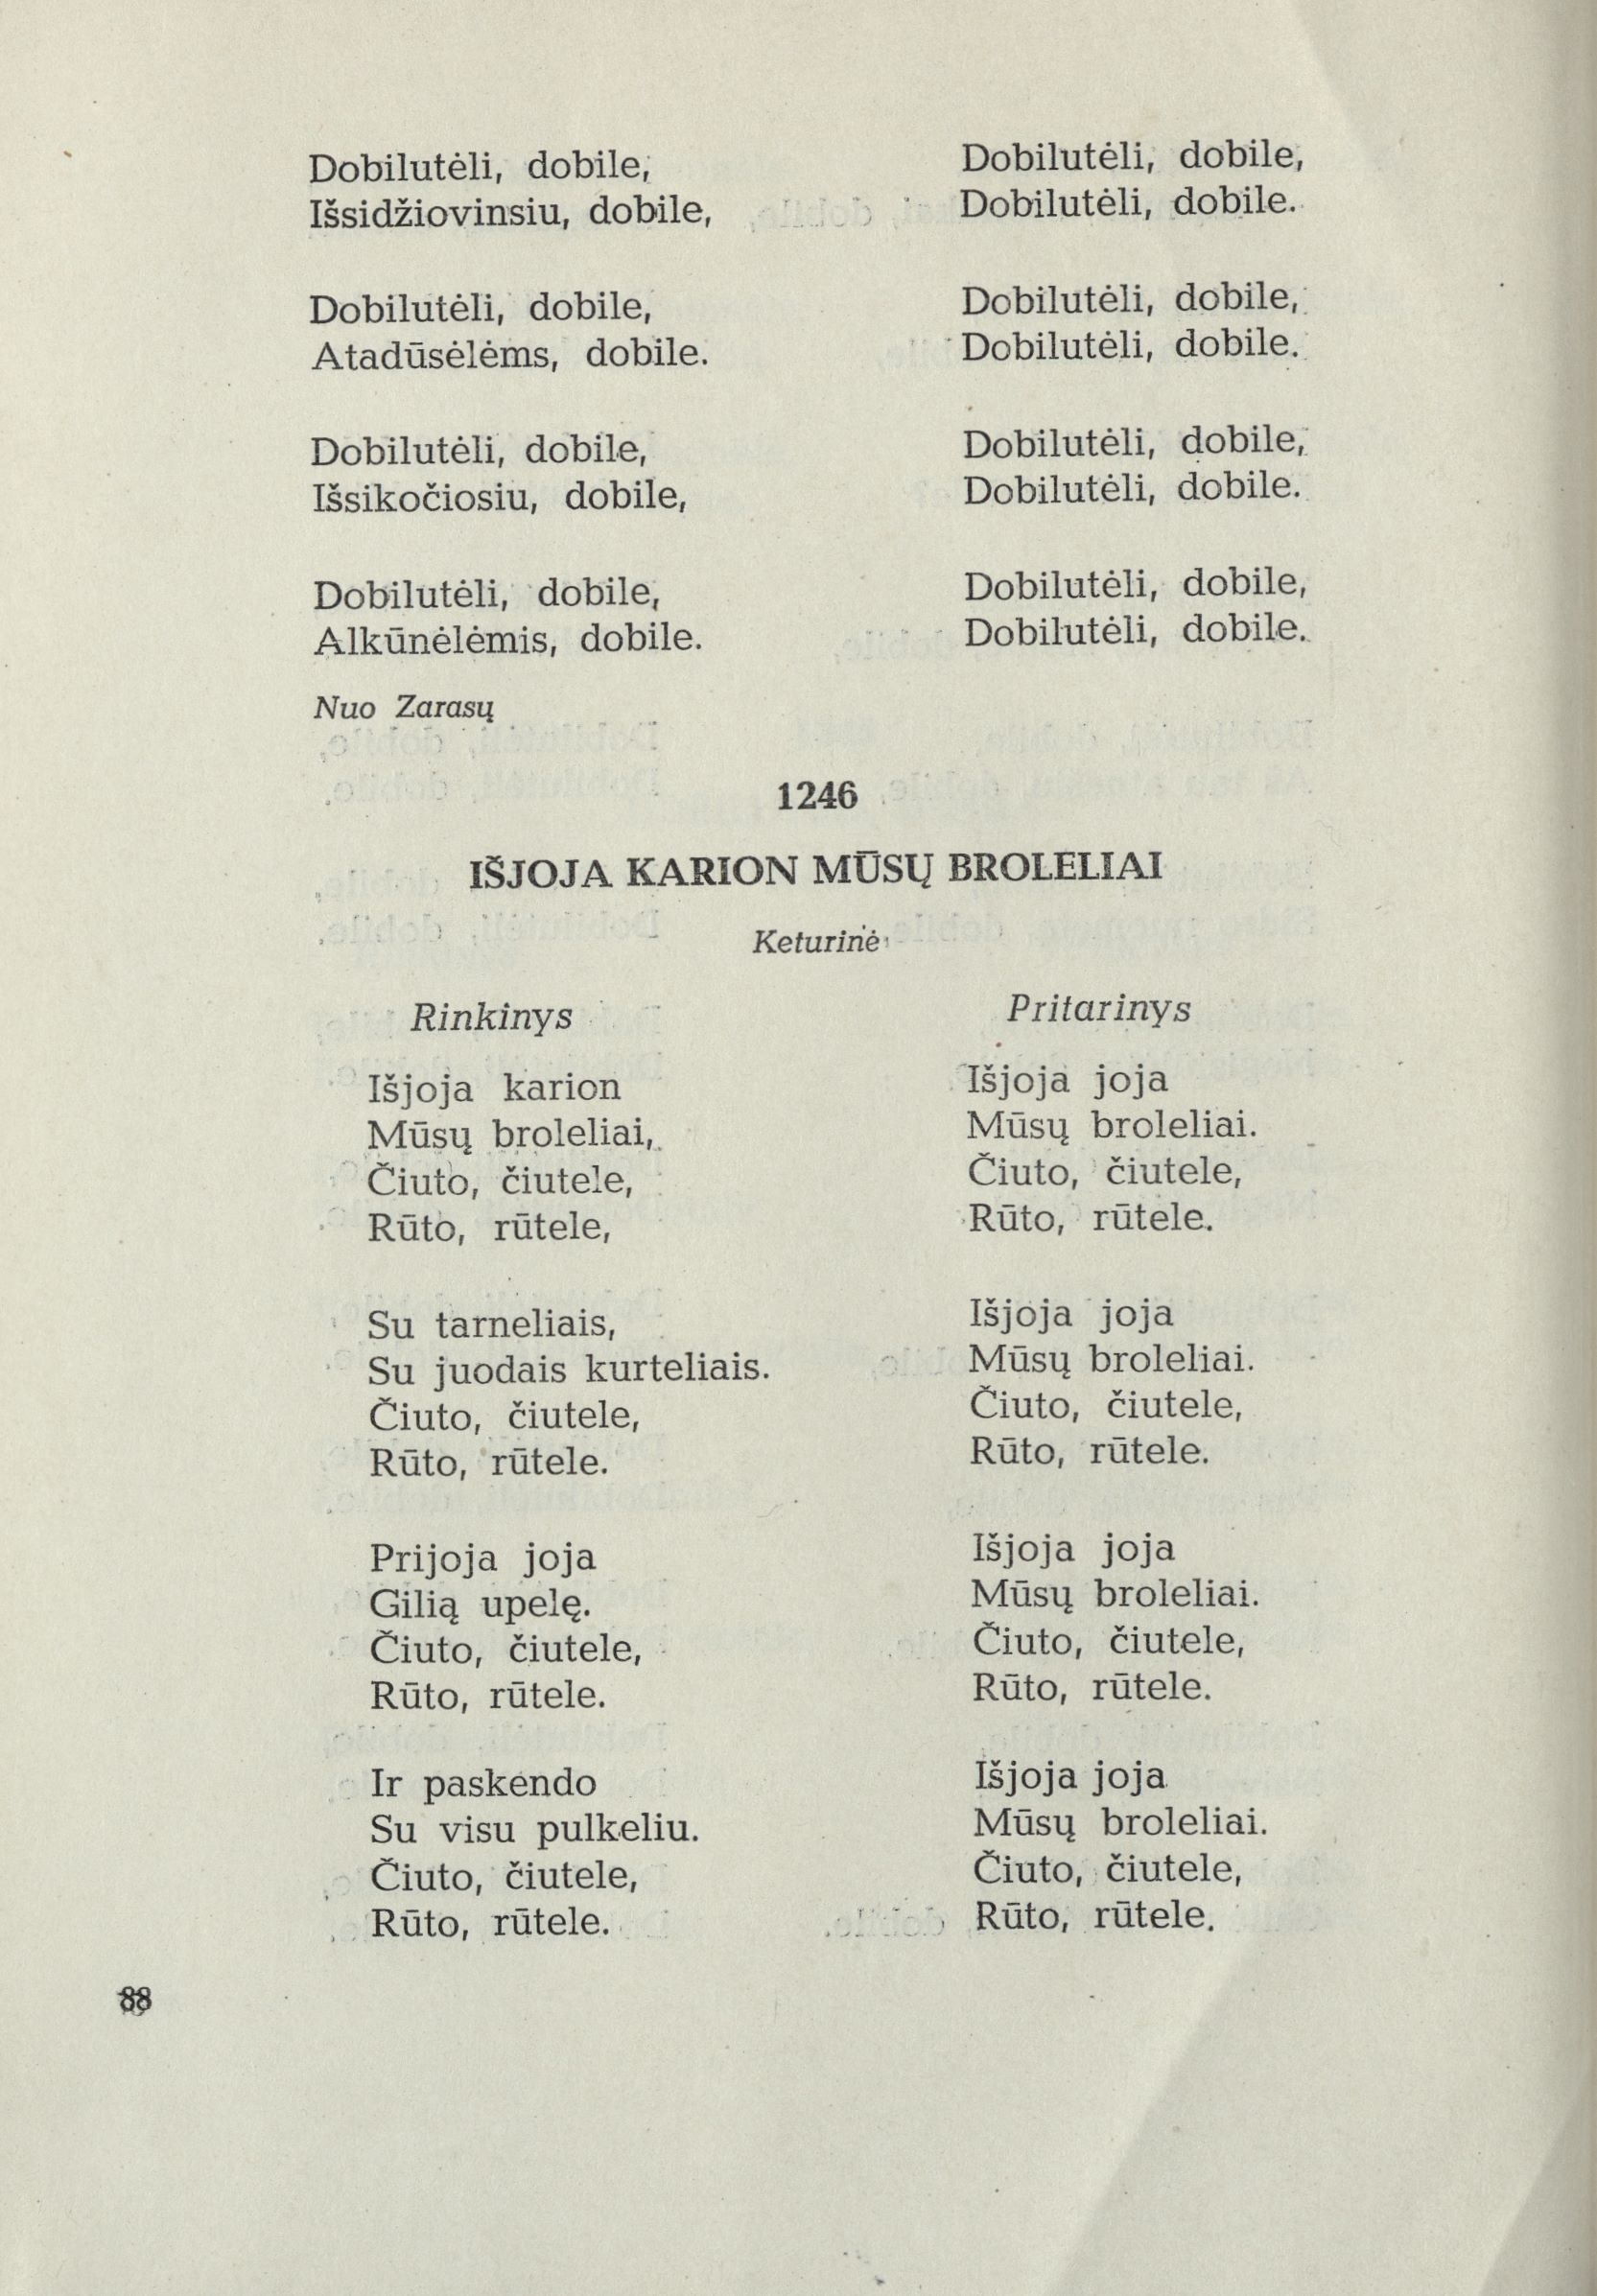 Dobilutėli, dobile,
Išsidžiovinsiu, dobile,
Dobilutėli, dobile,
Atadūsėlėms, dobile.
Dobilutėli, dobile,
Išsikočiosiu, dobile,
Dobilutėli, dobile,
Alkūnėlėmis, dobile.
Dobilutėli, dobile,
Dobilutėli, dobile.
Dobilutėli, dobile,
Dobilutėli, dobile.
Dobilutėli, dobile,
Dobilutėli, dobile.
Dobilutėli, dobile,
Dobilutėli, dobile.
Nuo Zarasų
1246
IŠJOJA KARION MŪSŲ BROLELIAI
Keturinė
Rinkinys
Išjoja karion
Mūsų broleliai,
Čiuto, čiutele,
Rūto, rūtele,
Su tarneliais,
Su juodais kurteliais.
Čiuto, čiutele,
Rūto, rūtele.
Prijoja joja
Gilią upelę.
Čiuto, čiutele,
Rūto, rūtele.
Ir paskendo
Su visu pulkeliu.
Čiuto, čiutele,
Rūto, rūtele.
Pritarinys
Išjoja joja
Mūsų broleliai.
Čiuto, čiutele,
Rūto, rūtele.
Išjoja joja
Mūsų broleliai.
Čiuto, čiutele,
Rūto, rūtele.
Išjoja joja
Mūsų broleliai.
Čiuto, čiutele,
Rūto, rūtele.
Išjoja joja
Mūsų broleliai.
Čiuto, čiutele,
Rūto, rūtele.
88